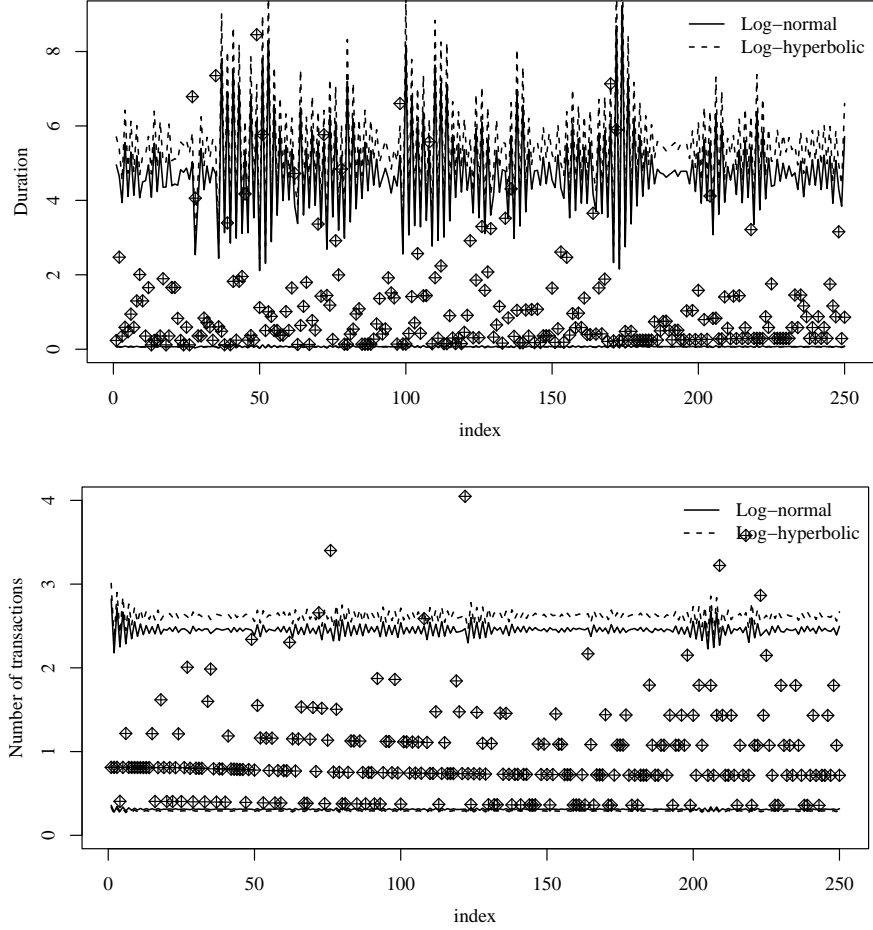 Log−normal
Log−hyperbolic
Duration
0
2
4
6
8
0 50 100 150 200 250
index
Log−normal
Log−hyperbolic
Number of transactions
0
1
2
3
4
0 50 100 150 200 250
index